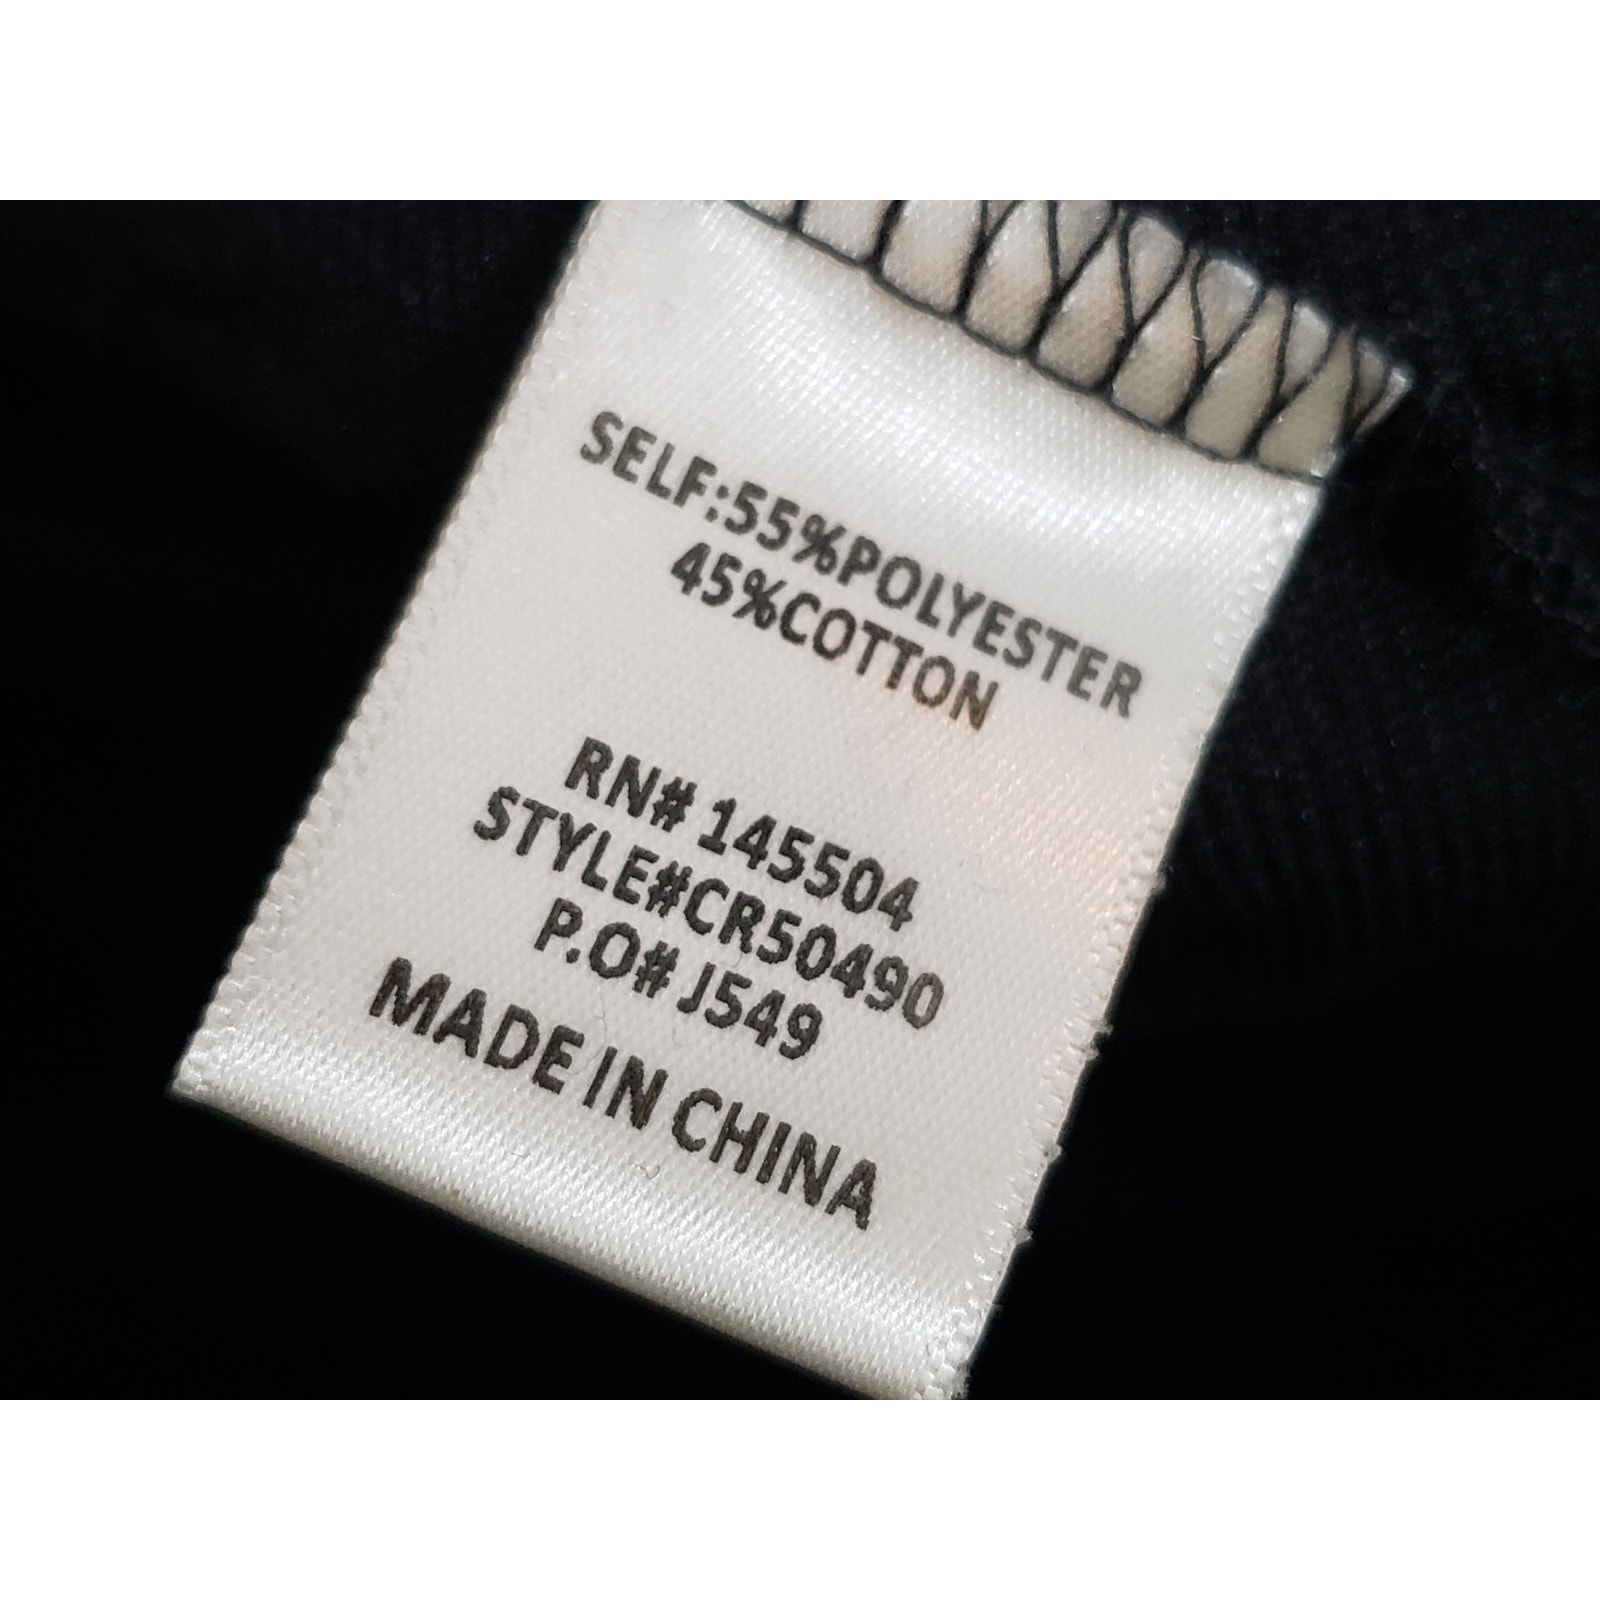 SELF:55%POLYESTER
45%COTTON
RN# 145504
STYLE#CR50490
P.O# J549
MADE IN CHINA